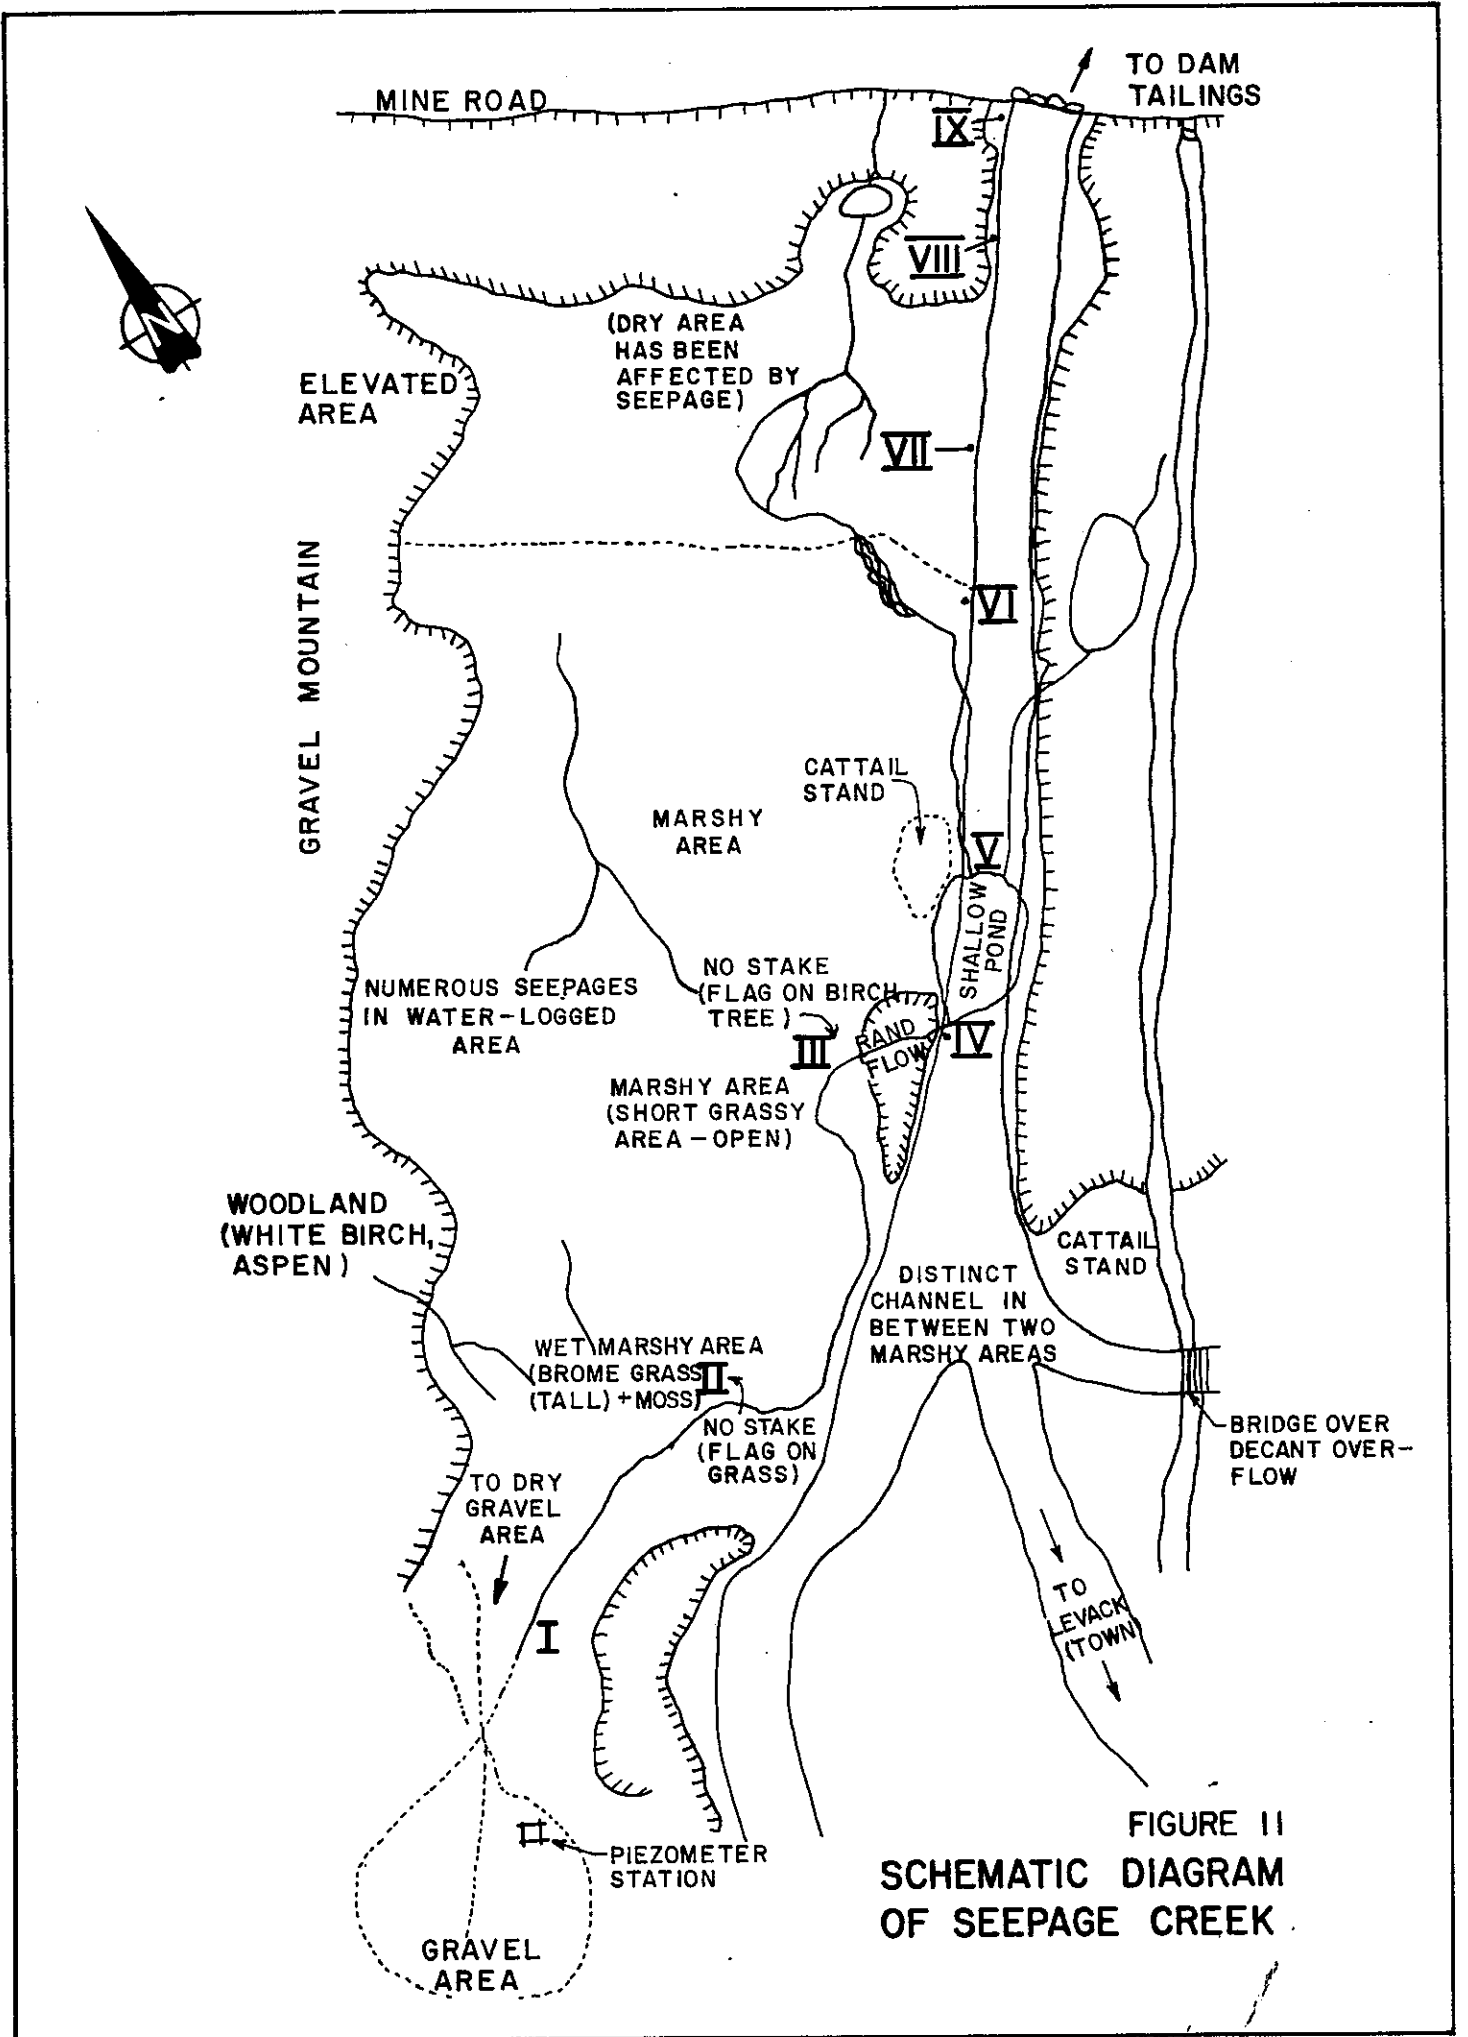 TO DAM
TAILINGS
MINE ROAD
IX
VIII
N
(DRY AREA
HAS BEEN
AFFECTED BY
SEEPAGE)
ELEVATED
AREA
VII
GRAVEL MOUNTAIN
VI
CATTAIL
STAND
MARSHY
AREA
V
SHALLOW
POND
NO STAKE
(FLAG ON BIRCH
TREE)
NUMEROUS SEEPAGES
IN WATER-LOGGED
AREA
III
RAND
FLOW
IV
MARSHY AREA
(SHORT GRASSY
AREA - OPEN)
WOODLAND
(WHITE BIRCH,
ASPEN)
CATTAIL
STAND
DISTINCT
CHANNEL IN
BETWEEN TWO
MARSHY AREAS
WET MARSHY AREA
(BROME GRASS
(TALL) + MOSS)
II
NO STAKE
(FLAG ON
GRASS)
BRIDGE OVER
DECANT OVER-
FLOW
TO DRY
GRAVEL
AREA
I
TO
LEVACK
(TOWN)
PIEZOMETER
STATION
GRAVEL
AREA
FIGURE 11
SCHEMATIC DIAGRAM
OF SEEPAGE CREEK